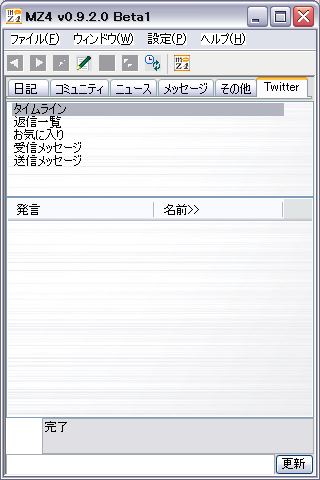 MZ4 v0.9.2.0 Beta1
ファイル(F) ウィンドウ(W) 設定(P) ヘルプ(H)
日記 コミュニティ ニュース メッセージ その他 Twitter
タイムライン
返信一覧
お気に入り
受信メッセージ
送信メッセージ
発言 名前>>
完了
更新